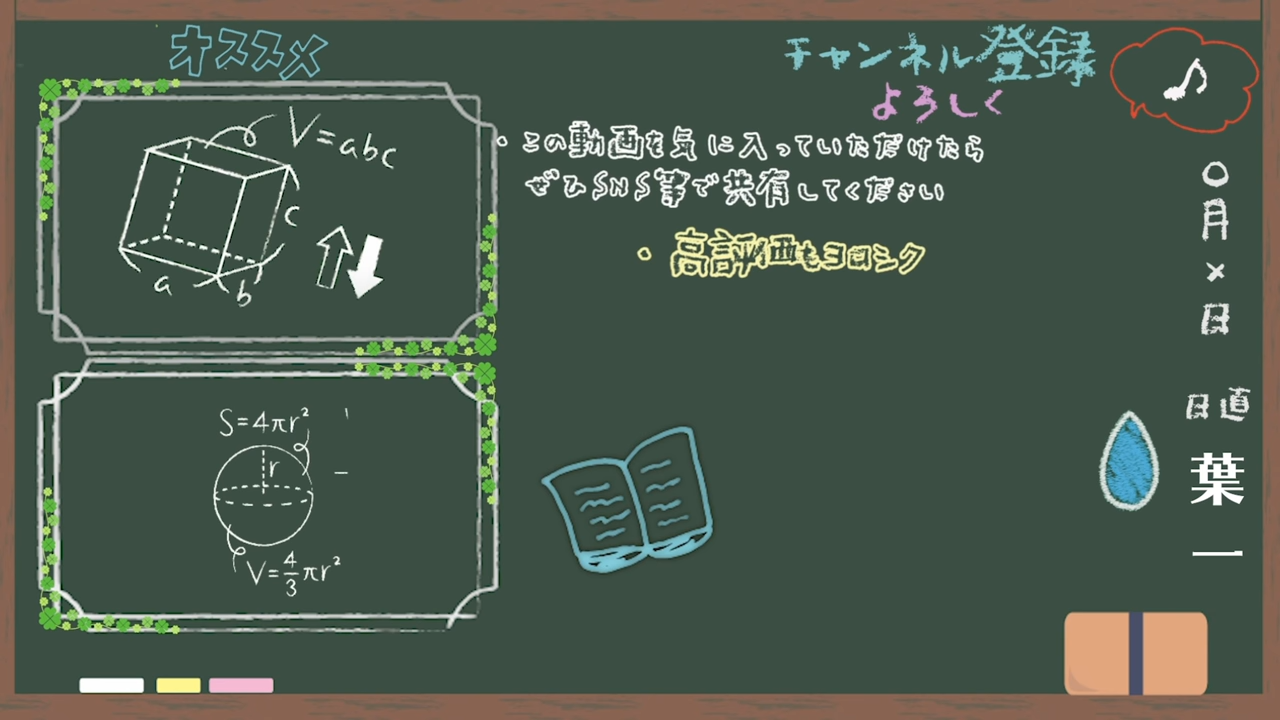 オススメ
V=abc
c
a
b
S=4πr²
r
V=4/3πr²
チャンネル登録
よろしく
・この動画を気に入っていただけたら
ぜひSNS等で共有してください
・高評価もヨロシク
♪
〇月×日
日直
葉一